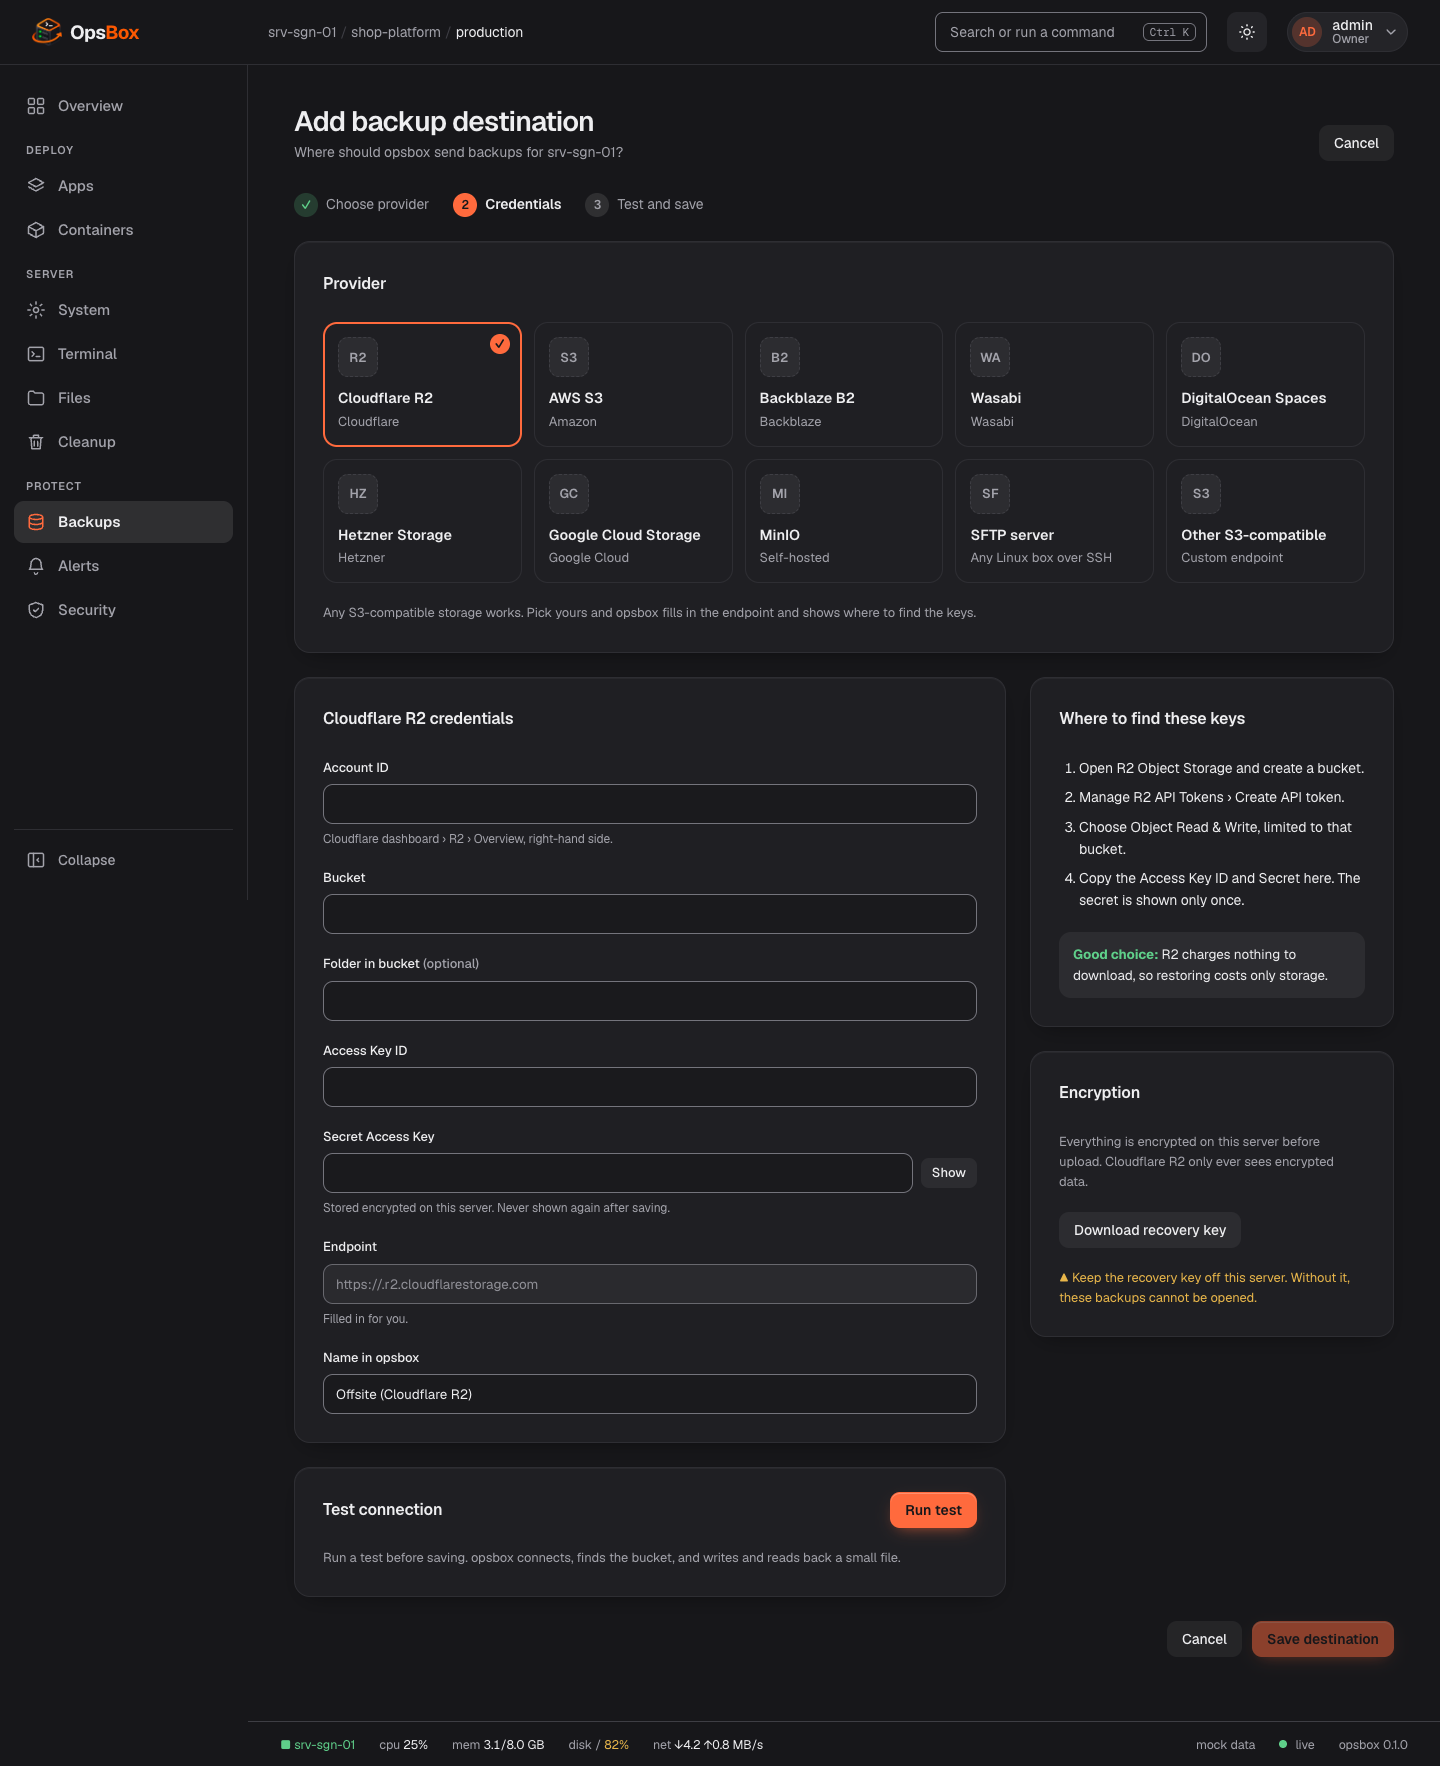 OpsBox
srv-sgn-01 / shop-platform / production
Search or run a command Ctrl K
AD admin
Owner
Overview
DEPLOY
Apps
Containers
SERVER
System
Terminal
Files
Cleanup
PROTECT
Backups
Alerts
Security
Collapse
Add backup destination
Where should opsbox send backups for srv-sgn-01?
Cancel
Choose provider 2 Credentials 3 Test and save
Provider
R2
Cloudflare R2
Cloudflare
S3
AWS S3
Amazon
B2
Backblaze B2
Backblaze
WA
Wasabi
Wasabi
DO
DigitalOcean Spaces
DigitalOcean
HZ
Hetzner Storage
Hetzner
GC
Google Cloud Storage
Google Cloud
MI
MinIO
Self-hosted
SF
SFTP server
Any Linux box over SSH
S3
Other S3-compatible
Custom endpoint
Any S3-compatible storage works. Pick yours and opsbox fills in the endpoint and shows where to find the keys.
Cloudflare R2 credentials
Account ID
Cloudflare dashboard › R2 › Overview, right-hand side.
Bucket
Folder in bucket (optional)
Access Key ID
Secret Access Key
Show
Stored encrypted on this server. Never shown again after saving.
Endpoint
https://.r2.cloudflarestorage.com
Filled in for you.
Name in opsbox
Offsite (Cloudflare R2)
Where to find these keys
1. Open R2 Object Storage and create a bucket.
2. Manage R2 API Tokens › Create API token.
3. Choose Object Read & Write, limited to that
bucket.
4. Copy the Access Key ID and Secret here. The
secret is shown only once.
Good choice: R2 charges nothing to
download, so restoring costs only storage.
Encryption
Everything is encrypted on this server before
upload. Cloudflare R2 only ever sees encrypted
data.
Download recovery key
▲ Keep the recovery key off this server. Without it,
these backups cannot be opened.
Test connection
Run test
Run a test before saving. opsbox connects, finds the bucket, and writes and reads back a small file.
Cancel Save destination
srv-sgn-01 cpu 25% mem 3.1/8.0 GB disk / 82% net ↓4.2 ↑0.8 MB/s mock data live opsbox 0.1.0